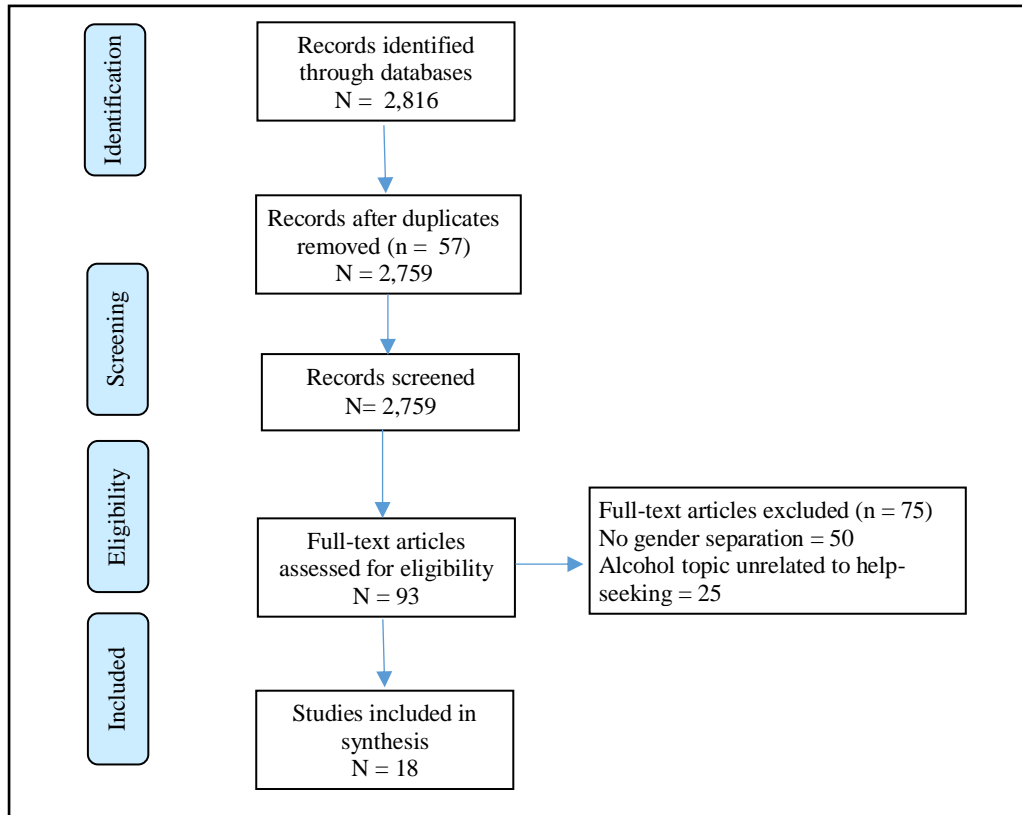 Identification
Records identified
through databases
N = 2,816
Records after duplicates
removed (n = 57)
N = 2,759
Screening
Records screened
N= 2,759
Eligibility
Full-text articles
assessed for eligibility
N = 93
Full-text articles excluded (n = 75)
No gender separation = 50
Alcohol topic unrelated to help-
seeking = 25
Included
Studies included in
synthesis
N = 18